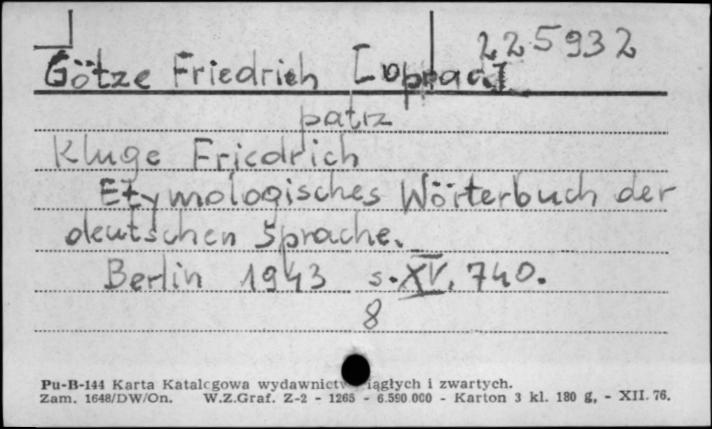 225932
Götze Friedrich [oprac.]
patrz
Kluge Friedrich
Etymologisches Wörterbuch der
deutschen Sprache.
Berlin 1943 s. XV, 740.
8
Pu-B-144 Karta Katalogowa wydawnictw ciągłych i zwartych.
Zam. 1648/DW/On. W.Z.Graf. Z-2 - 1265 - 6.590.000 - Karton 3 kl. 180 g, - XII. 76.